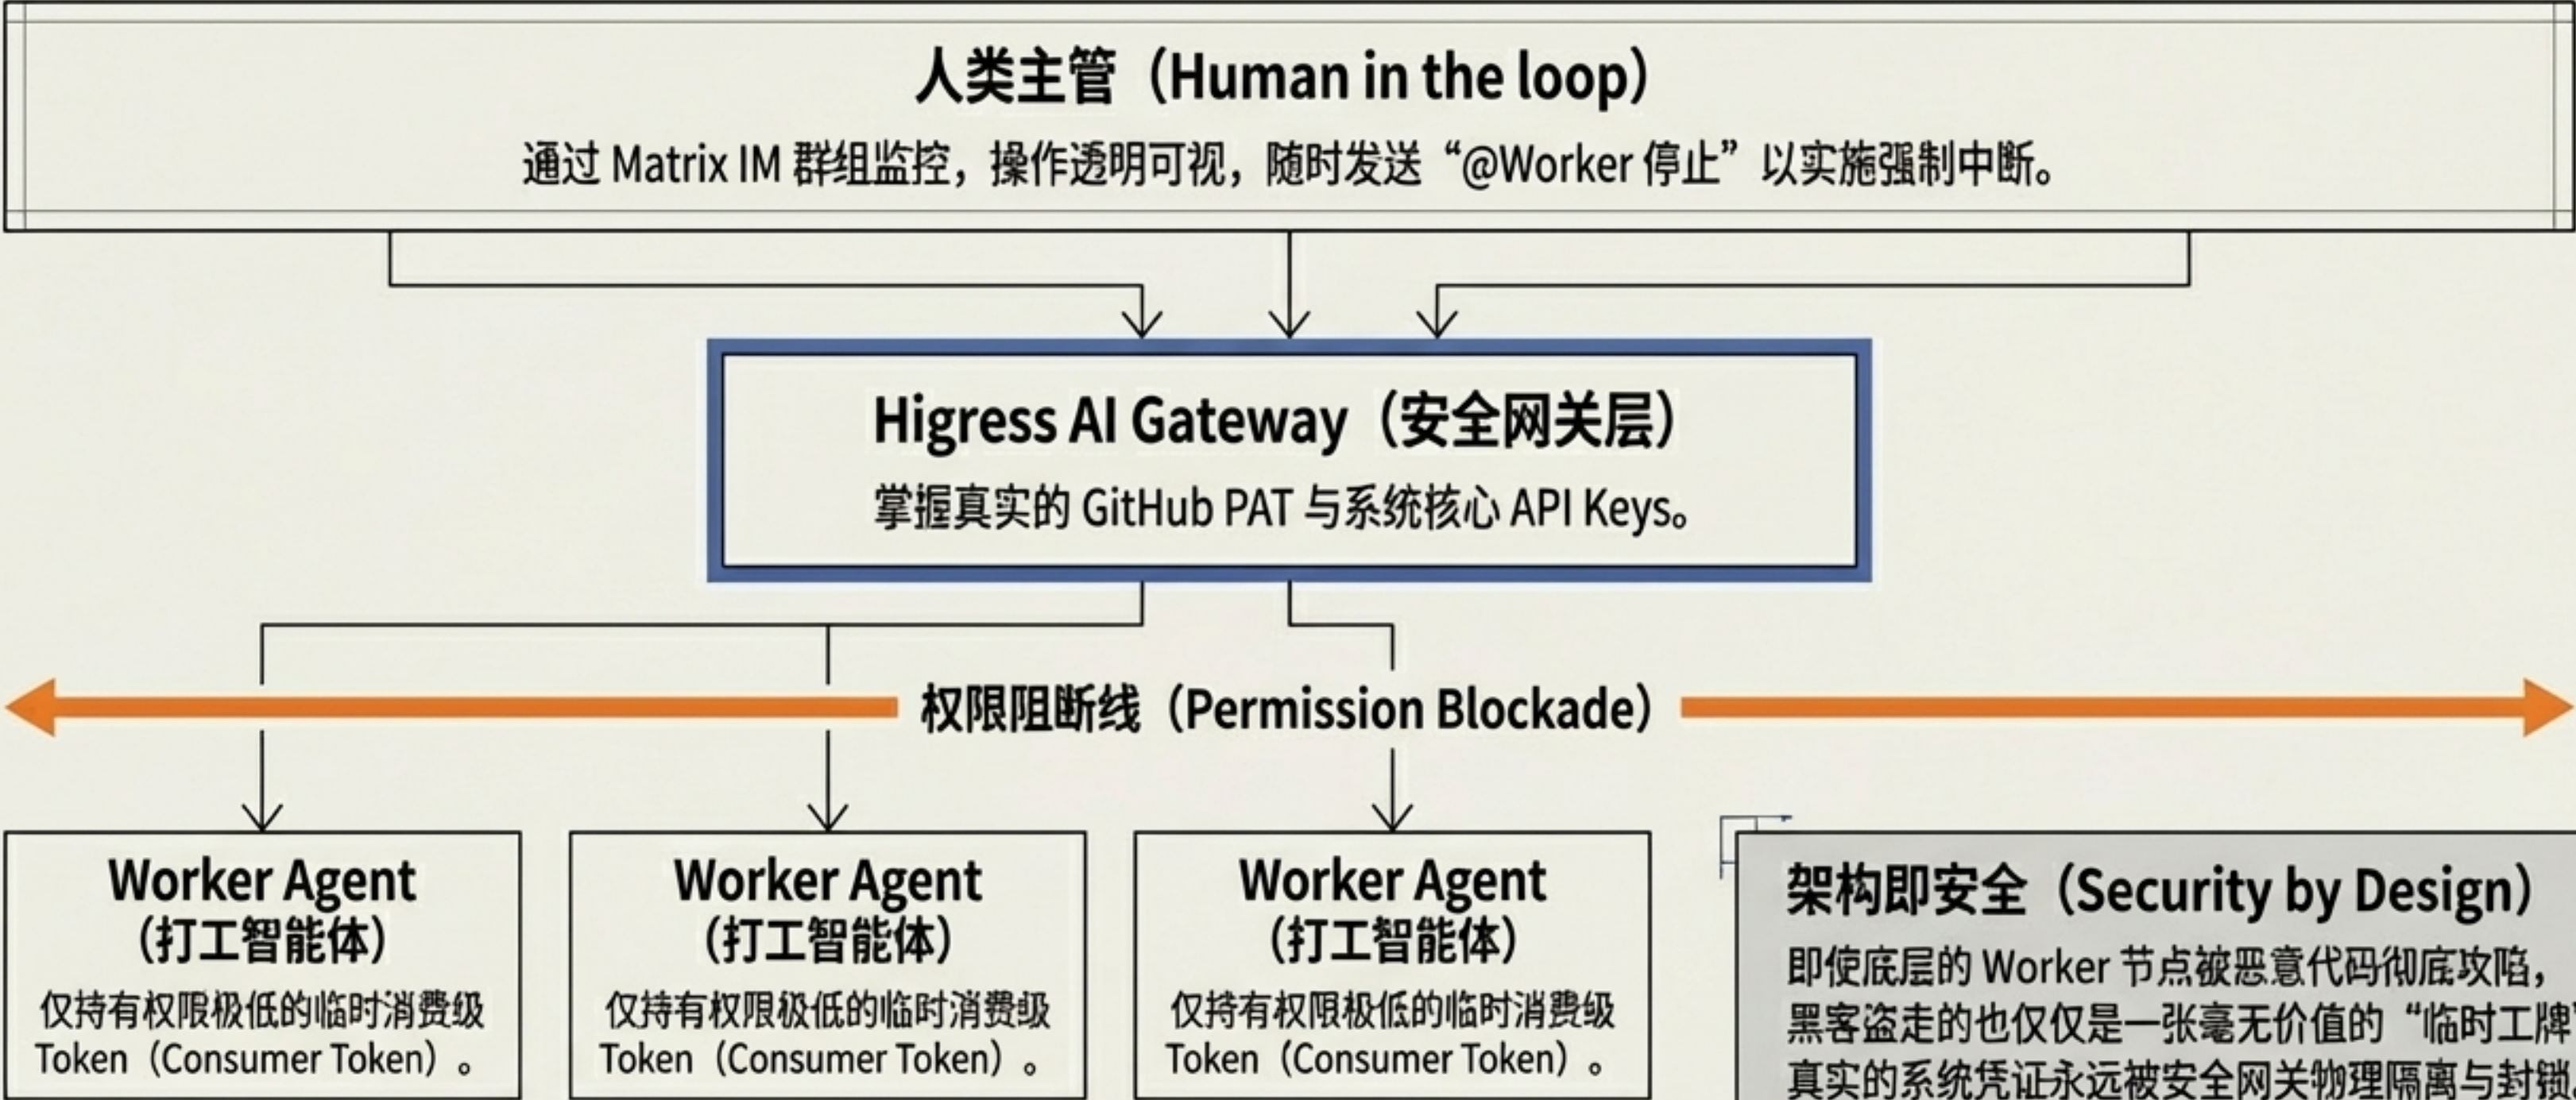 人类主管（Human in the loop）
通过 Matrix IM 群组监控，操作透明可视，随时发送“@Worker 停止”以实施强制中断。
Higress AI Gateway（安全网关层）
掌握真实的 GitHub PAT 与系统核心 API Keys。
权限阻断线（Permission Blockade）
Worker Agent
（打工智能体）
仅持有权限极低的临时消费级
Token（Consumer Token）。
Worker Agent
（打工智能体）
仅持有权限极低的临时消费级
Token（Consumer Token）。
Worker Agent
（打工智能体）
仅持有权限极低的临时消费级
Token（Consumer Token）。
架构即安全（Security by Design）
即使底层的 Worker 节点被恶意代码彻底攻陷，
黑客盗走的也仅仅是一张毫无价值的“临时工牌”
真实的系统凭证永远被安全网关物理隔离与封锁